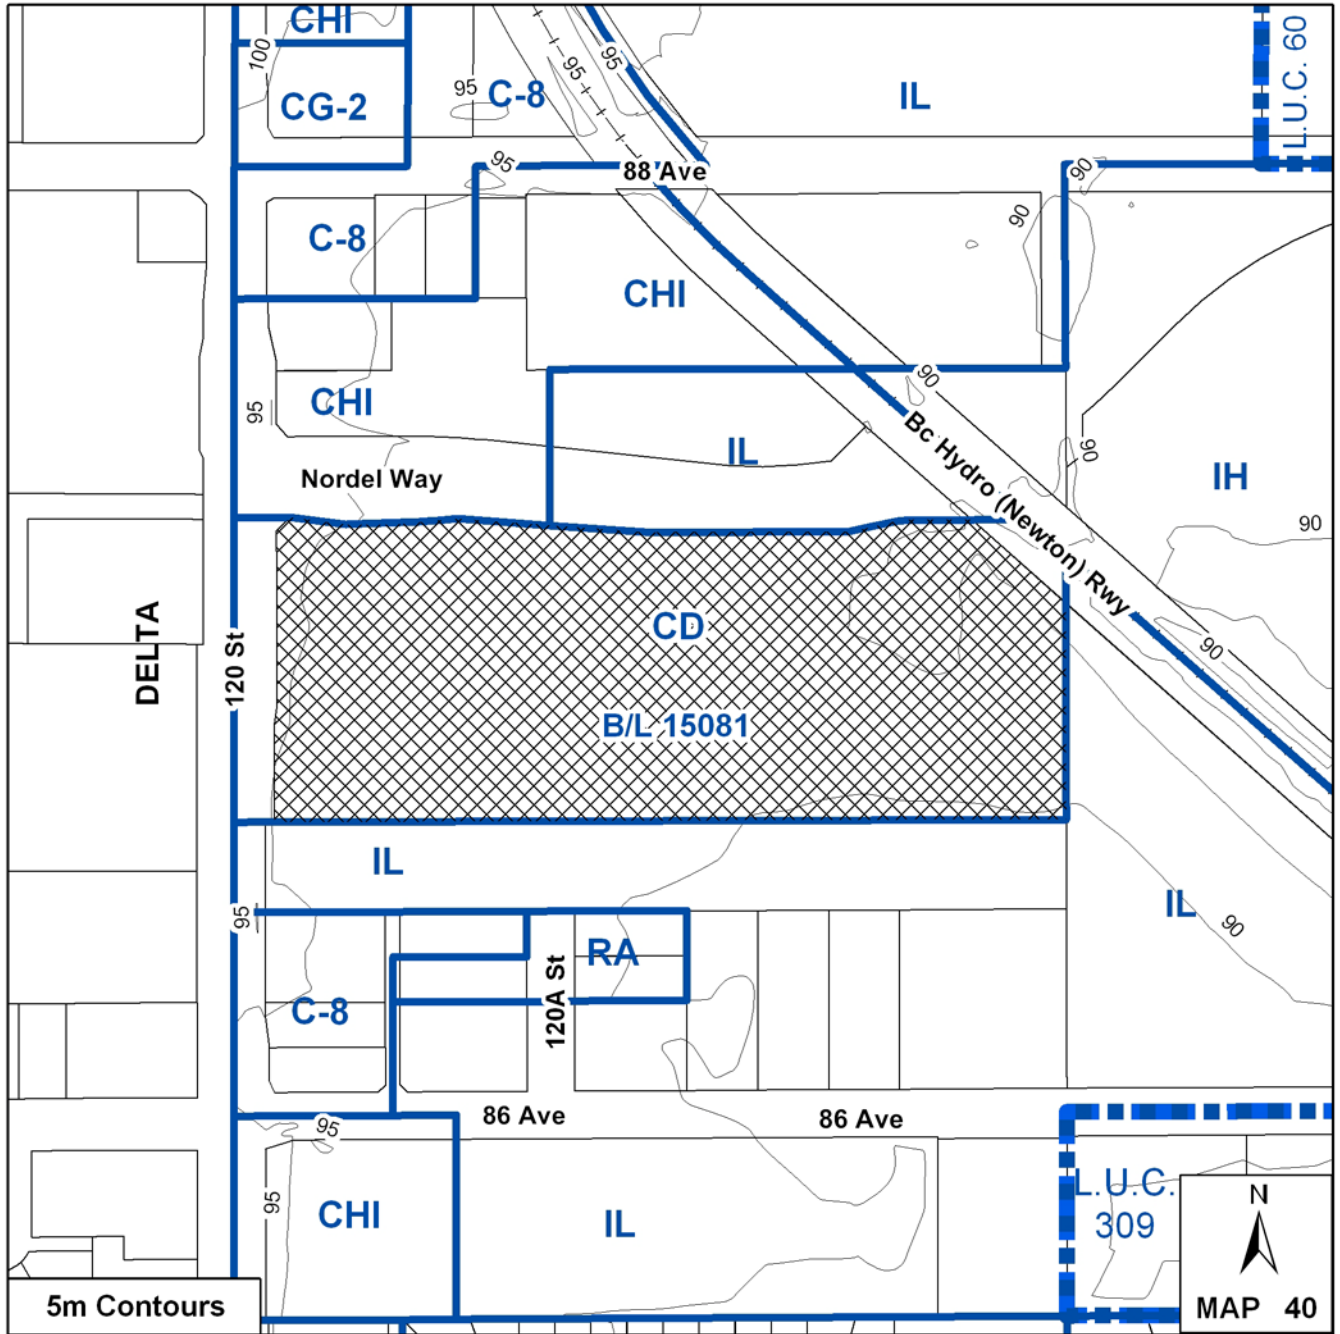 CHI
100
CG-2
95
C-8
95
95
IL
L.U.C. 60
95
88 Ave
90
90
C-8
CHI
90
CHI
95
IL
Bc Hydro (Newton) Rwy
90
IH
Nordel Way
90
CD
DELTA
120 St
90
B/L 15081
IL
95
IL
90
RA
120A St
C-8
86 Ave
86 Ave
95
95
CHI
IL
L.U.C.
309
N
5m Contours
MAP 40